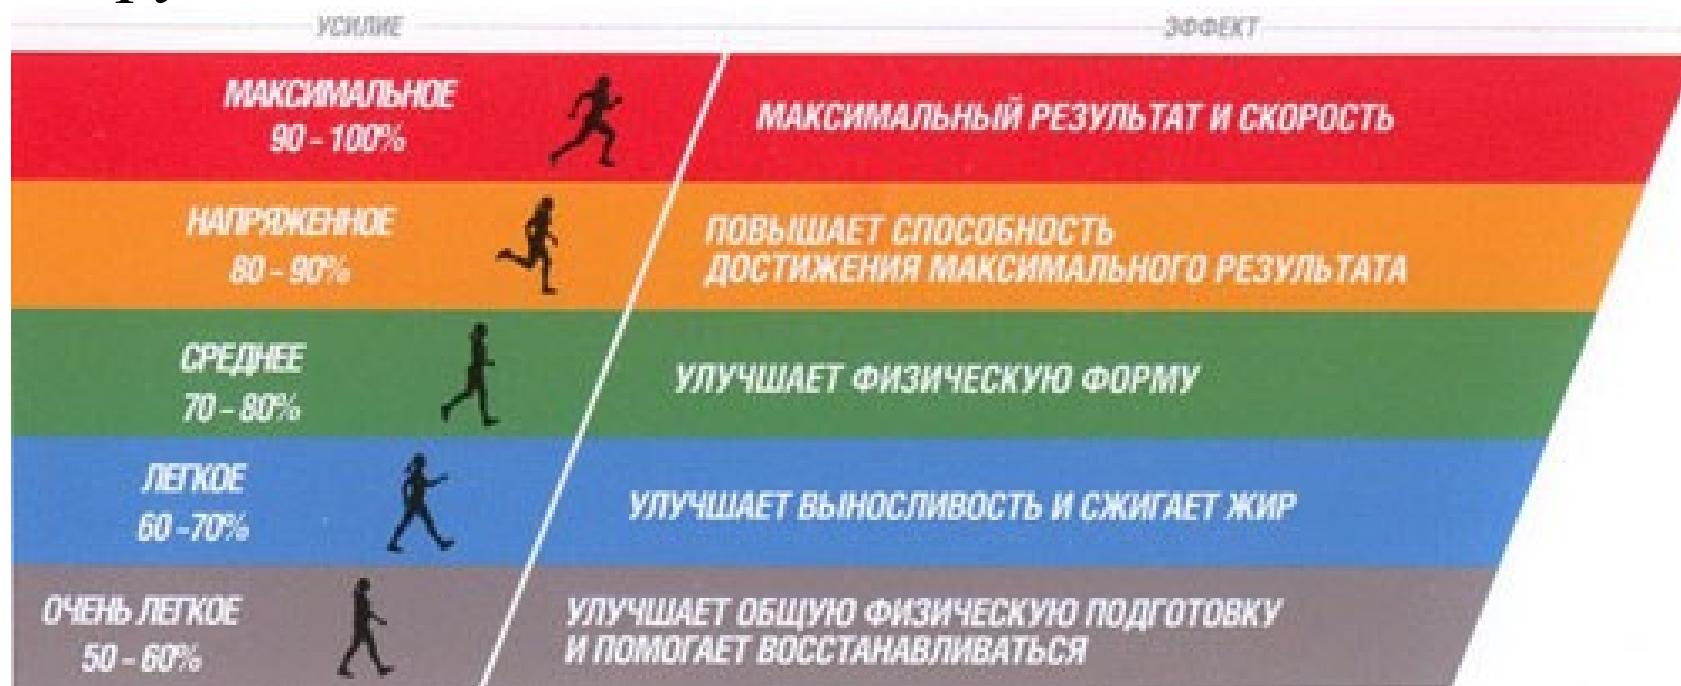 УСИЛИЕ ЭФФЕКТ
МАКСИМАЛЬНОЕ
90 – 100%
МАКСИМАЛЬНЫЙ РЕЗУЛЬТАТ И СКОРОСТЬ
НАПРЯЖЕННОЕ
80 – 90%
ПОВЫШАЕТ СПОСОБНОСТЬ
ДОСТИЖЕНИЯ МАКСИМАЛЬНОГО РЕЗУЛЬТАТА
СРЕДНЕЕ
70 – 80%
УЛУЧШАЕТ ФИЗИЧЕСКУЮ ФОРМУ
ЛЕГКОЕ
60 –70%
УЛУЧШАЕТ ВЫНОСЛИВОСТЬ И СЖИГАЕТ ЖИР
ОЧЕНЬ ЛЕГКОЕ
50 – 60%
УЛУЧШАЕТ ОБЩУЮ ФИЗИЧЕСКУЮ ПОДГОТОВКУ
И ПОМОГАЕТ ВОССТАНАВЛИВАТЬСЯ